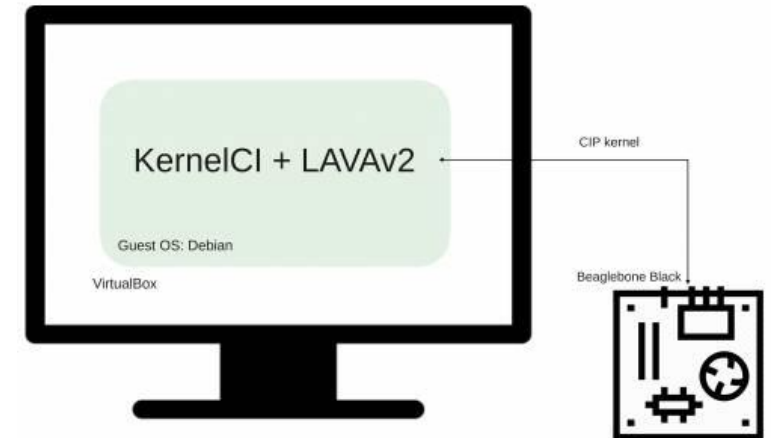 KernelCI + LAVAv2
CIP kernel
Guest OS: Debian
VirtualBox
Beaglebone Black